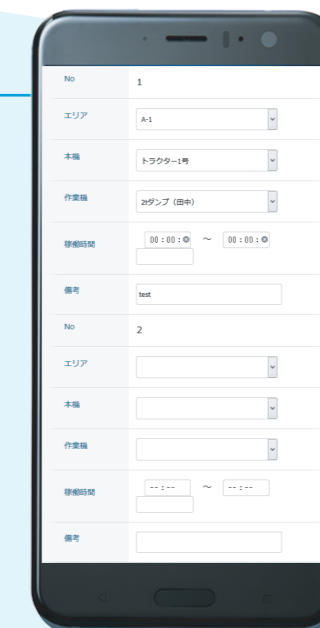 No 1
エリア A-1
本機 トラクター1号
作業機 2tダンプ（田中）
稼働時間 00:00 ～ 00:00
備考 test
No 2
エリア
本機
作業機
稼働時間 --:-- ～ --:--
備考